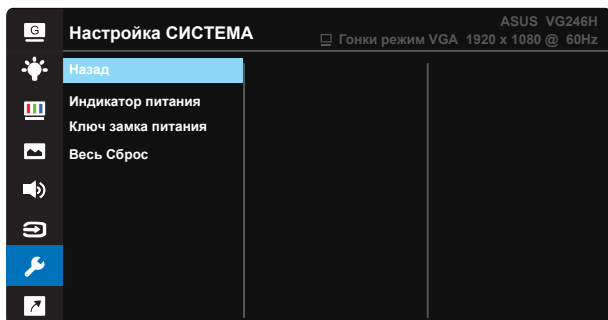 ASUS VG246H
Настройка СИСТЕМА
Гонки режим VGA 1920 x 1080 @ 60Hz
G
Назад
Индикатор питания
Ключ замка питания
Весь Сброс